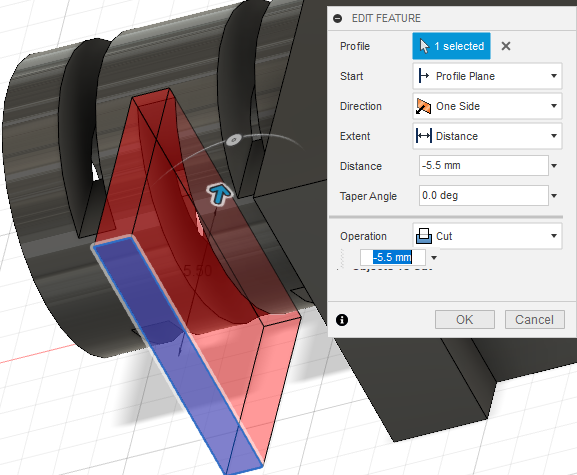 EDIT FEATURE
Profile 1 selected
Start Profile Plane
Direction One Side
Extent Distance
Distance -5.5 mm
Taper Angle 0.0 deg
Operation Cut
-5.5 mm
5.50
OK Cancel